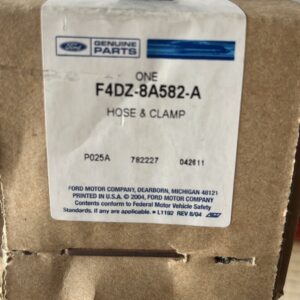 Ford
GENUINE
PARTS
ONE
F4DZ-8A582-A
HOSE & CLAMP
P025A 782227 042611
FORD MOTOR COMPANY, DEARBORN, MICHIGAN 48121
PRINTED IN U.S.A. © 2004, FORD MOTOR COMPANY
Contents conform to Federal Motor Vehicle Safety
Standards, if any are applicable. • L1192 REV 8/04